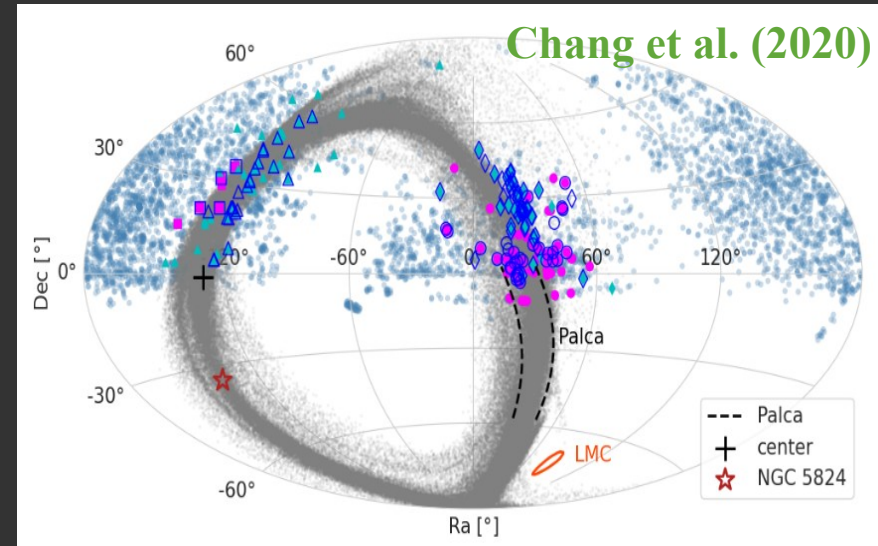 Chang et al. (2020)
60°
30°
0°
-30°
-60°
20°
-60°
0°
60°
120°
Dec [°]
Palca
LMC
Palca
center
NGC 5824
Ra [°]